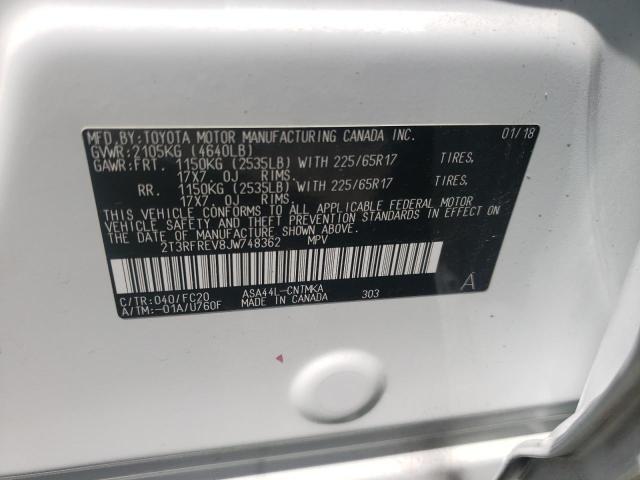 MFD.BY:TOYOTA MOTOR MANUFACTURING CANADA INC. 01/18
GVWR:2105KG (4640LB)
GAWR:FRT. 1150KG (2535LB) WITH 225/65R17 TIRES.
17X7 OJ RIMS.
RR. 1150KG (2535LB) WITH 225/65R17 TIRES.
17X7 OJ RIMS.
THIS VEHICLE CONFORMS TO ALL APPLICABLE FEDERAL MOTOR
VEHICLE SAFETY AND THEFT PREVENTION STANDARDS IN EFFECT ON
THE DATE OF MANUFACTURE SHOWN ABOVE.
2T3RFREV8JW748362 MPV
C/TR:040/FC20 ASA44L-CNTMKA 303 A
A/TM:-01A/U760F MADE IN CANADA